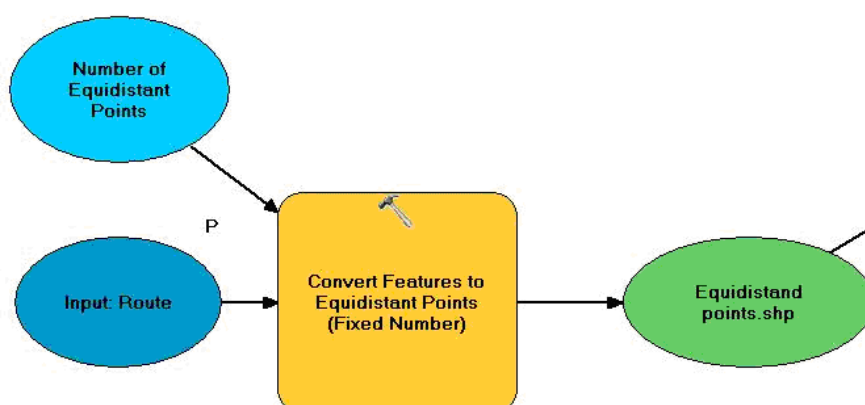 Number of
Equidistant
Points
P
Input: Route
Convert Features to
Equidistant Points
(Fixed Number)
Equidistand
points.shp